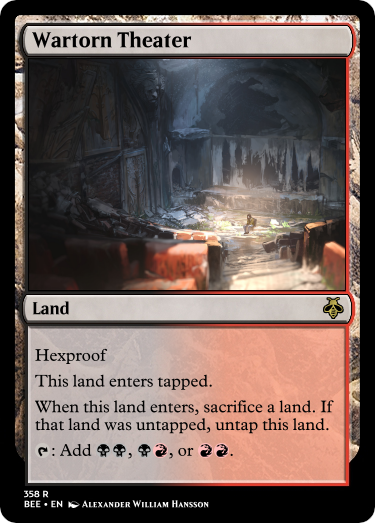 Wartorn Theater
Land
Hexproof
This land enters tapped.
When this land enters, sacrifice a land. If
that land was untapped, untap this land.
: Add , , or .
358 R
BEE • EN Alexander William Hansson